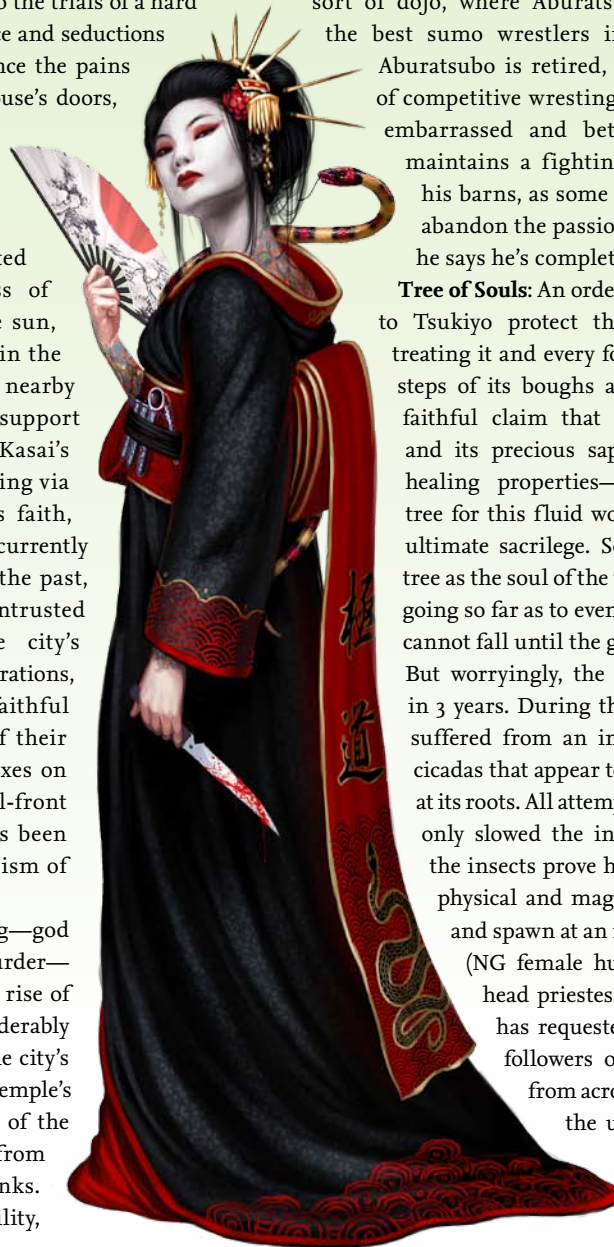 o the trials of a hard
ce and seductions
nce the pains
ouse's doors,
ted
ss of
e sun,
in the
nearby
support
Kasai's
ing via
s faith,
currently
the past,
ntrusted
e city's
rations,
faithful
f their
xes on
l-front
s been
ism of
g—god
urder—
rise of
derably
he city's
emple's
of the
from
nks.
ility,
sort of dojo, where Aburats
the best sumo wrestlers in
Aburatsubo is retired,
of competitive wresting
embarrassed and bet
maintains a fightin
his barns, as some
abandon the passio
he says he's complet
Tree of Souls: An orde
to Tsukiyo protect th
treating it and every fo
steps of its boughs a
faithful claim that
and its precious sap
healing properties—
tree for this fluid wo
ultimate sacrilege. So
tree as the soul of the
going so far as to even
cannot fall until the g
But worryingly, the
in 3 years. During th
suffered from an in
cicadas that appear to
at its roots. All attemp
only slowed the in
the insects prove h
physical and mag
and spawn at an
(NG female hu
head priestes
has requeste
followers o
from acro
the u
極
道